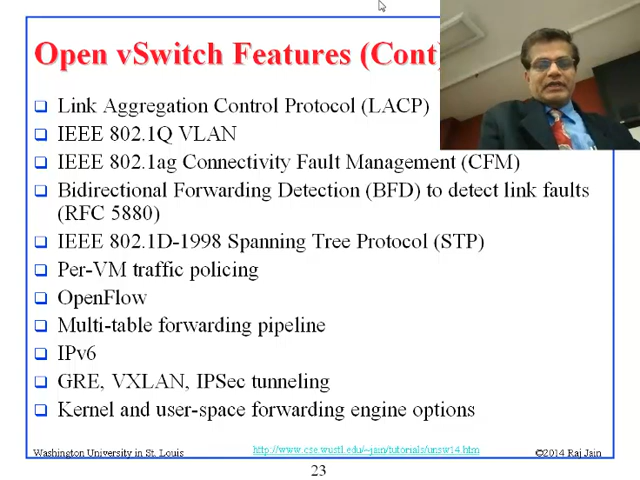 Open vSwitch Features (Cont)
Link Aggregation Control Protocol (LACP)
IEEE 802.1Q VLAN
IEEE 802.1ag Connectivity Fault Management (CFM)
Bidirectional Forwarding Detection (BFD) to detect link faults
(RFC 5880)
IEEE 802.1D-1998 Spanning Tree Protocol (STP)
Per-VM traffic policing
OpenFlow
Multi-table forwarding pipeline
IPv6
GRE, VXLAN, IPSec tunneling
Kernel and user-space forwarding engine options
Washington University in St. Louis
http://www.cse.wustl.edu/~jain/tutorials/unsw14.htm
©2014 Raj Jain
23